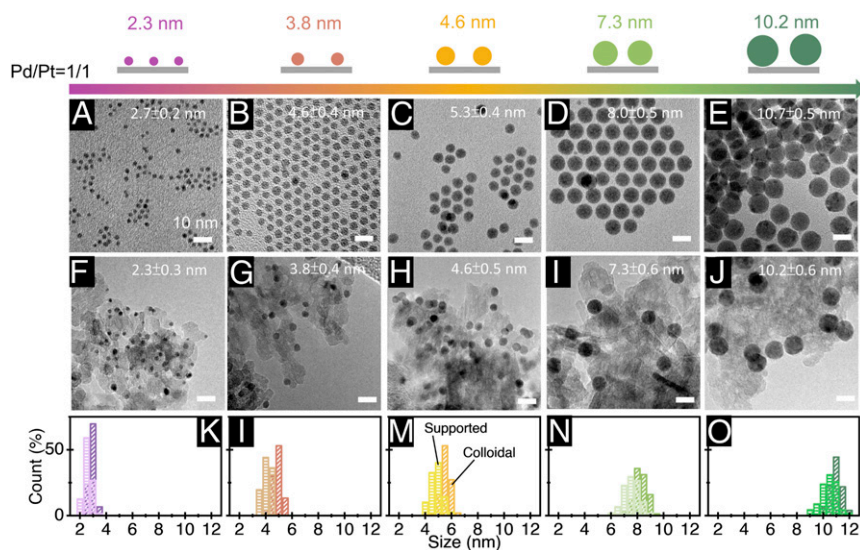 2.3 nm 3.8 nm 4.6 nm 7.3 nm 10.2 nm
Pd/Pt=1/1
A 2.7±0.2 nm B 4.6±0.4 nm C 5.3±0.4 nm D 8.0±0.5 nm E 10.7±0.5 nm
10 nm
F 2.3±0.3 nm G 3.8±0.4 nm H 4.6±0.5 nm I 7.3±0.6 nm J 10.2±0.6 nm
K I M N O
Supported
Colloidal
50
0
Count (%)
2 4 6 8 10 12 2 4 6 8 10 12 2 4 6 8 10 12 2 4 6 8 10 12 2 4 6 8 10 12
Size (nm)